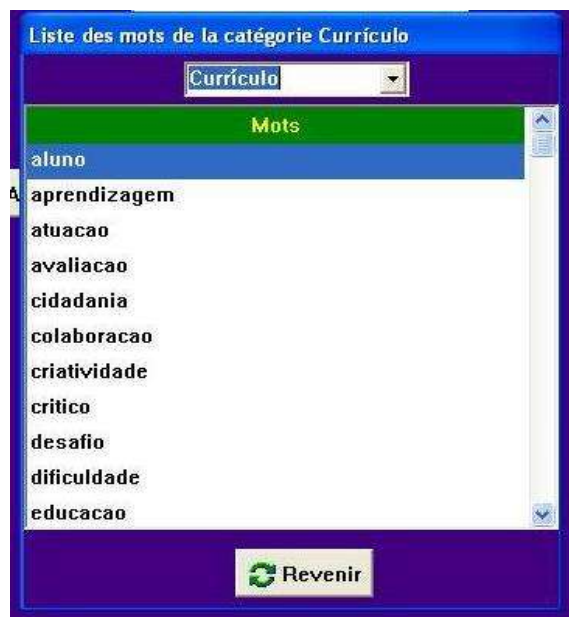 Liste des mots de la catégorie Currículo
Currículo
Mots
aluno
A
aprendizagem
atuacao
avaliacao
cidadania
colaboracao
criatividade
critico
desafio
dificuldade
educacao
Revenir